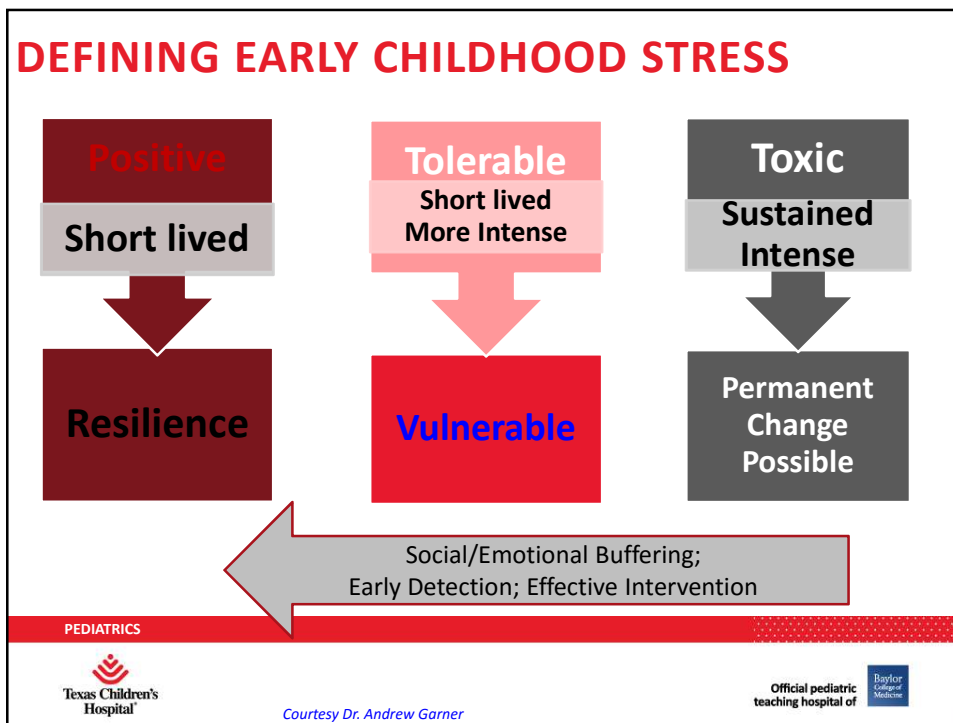 DEFINING EARLY CHILDHOOD STRESS
Positive
Short lived
Resilience
Tolerable
Short lived
More Intense
Vulnerable
Toxic
Sustained
Intense
Permanent
Change
Possible
Social/Emotional Buffering;
Early Detection; Effective Intervention
PEDIATRICS
Texas Children's
Hospital®
Courtesy Dr. Andrew Garner
Official pediatric
teaching hospital of
Baylor
College of
Medicine